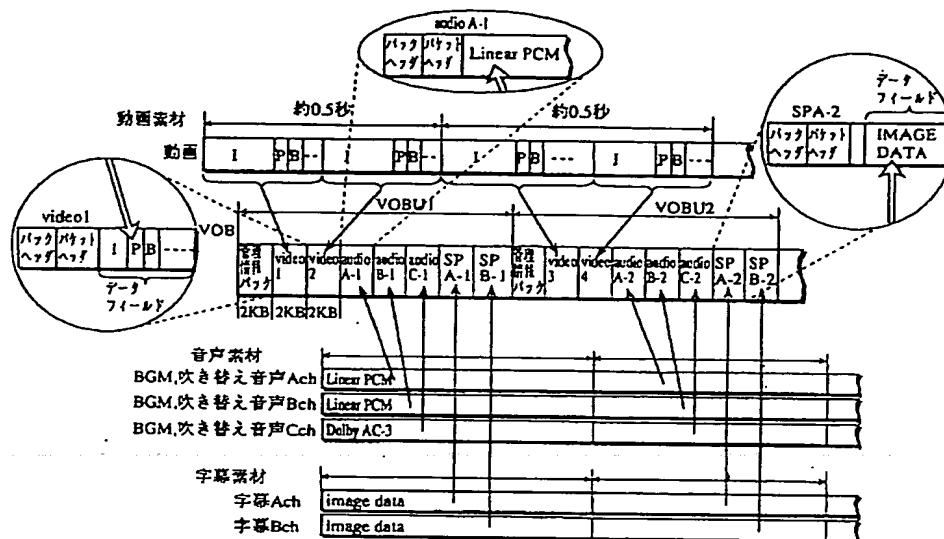 audio A-1
パック ヘッダ
パケット ヘッダ
Linear PCM
動画素材
約0.5秒
約0.5秒
動画
I P B --- I P B --- I P B ---- I P B ---
SPA-2
データ フィールド
パック ヘッダ
パケット ヘッダ
IMAGE DATA
video1
パック ヘッダ
パケット ヘッダ
I P B -----
データ フィールド
VOB
VOBU1
VOBU2
管理情報パック
video 1
video 2
audio A-1
audio B-1
audio C-1
SP A-1
SP B-1
管理情報パック
video 3
video 4
audio A-2
audio B-2
audio C-2
SP A-2
SP B-2
2KB 2KB 2KB
音声素材
BGM,吹き替え音声Ach
Linear PCM
BGM,吹き替え音声Bch
Linear PCM
BGM,吹き替え音声Cch
Dolby AC-3
字幕素材
字幕Ach
image data
字幕Bch
image data